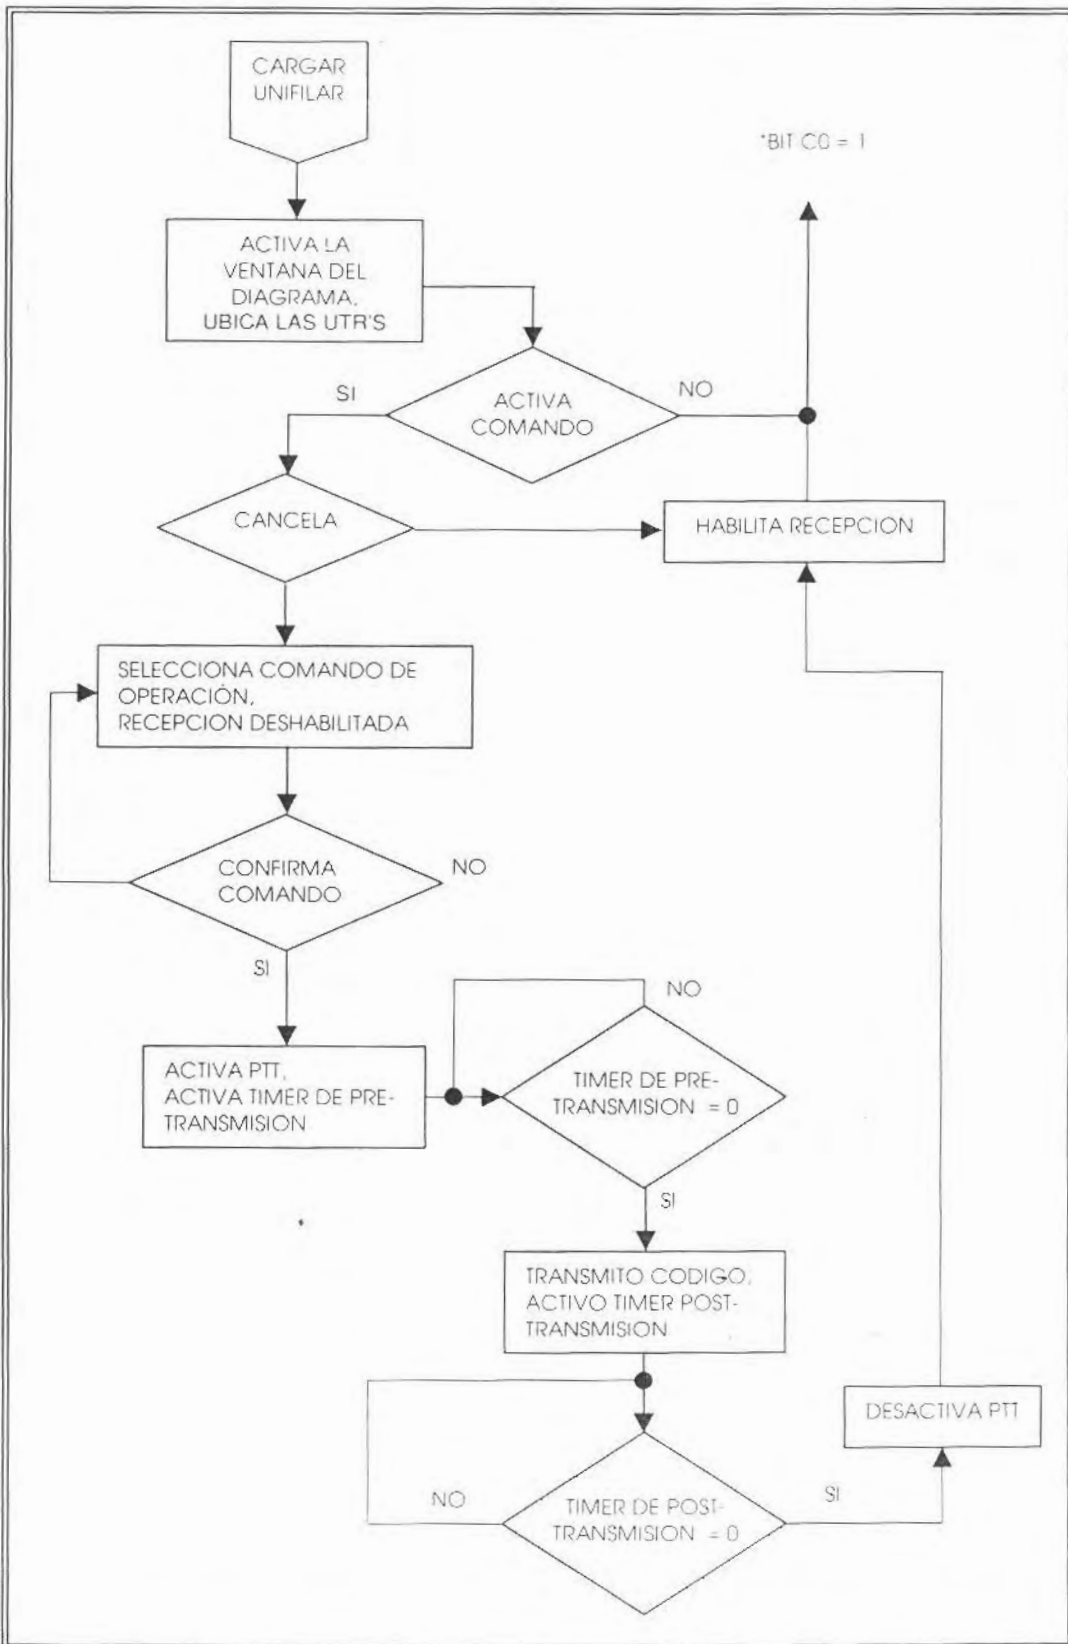 CARGAR
UNIFILAR
*BIT C0 = 1
ACTIVA LA
VENTANA DEL
DIAGRAMA,
UBICA LAS UTR'S
SI
NO
ACTIVA
COMANDO
CANCELA
HABILITA RECEPCION
SELECCIONA COMANDO DE
OPERACIÓN,
RECEPCION DESHABILITADA
CONFIRMA
COMANDO
NO
SI
NO
ACTIVA PTT,
ACTIVA TIMER DE PRE-
TRANSMISION
TIMER DE PRE-
TRANSMISION = 0
SI
TRANSMITO CODIGO,
ACTIVO TIMER POST-
TRANSMISION
DESACTIVA PTT
NO
TIMER DE POST-
TRANSMISION = 0
SI